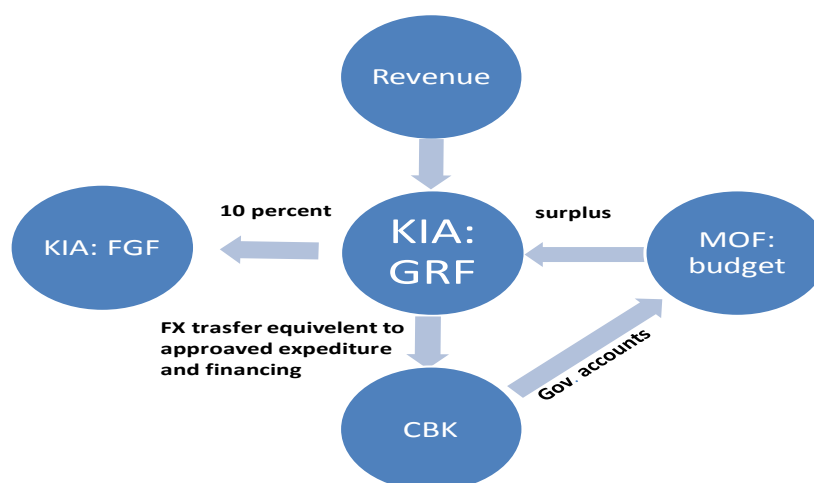 Revenue
10 percent
surplus
KIA: FGF
KIA:
GRF
MOF:
budget
FX trasfer equivelent to
approaved expediture
and financing
Gov. accounts
CBK